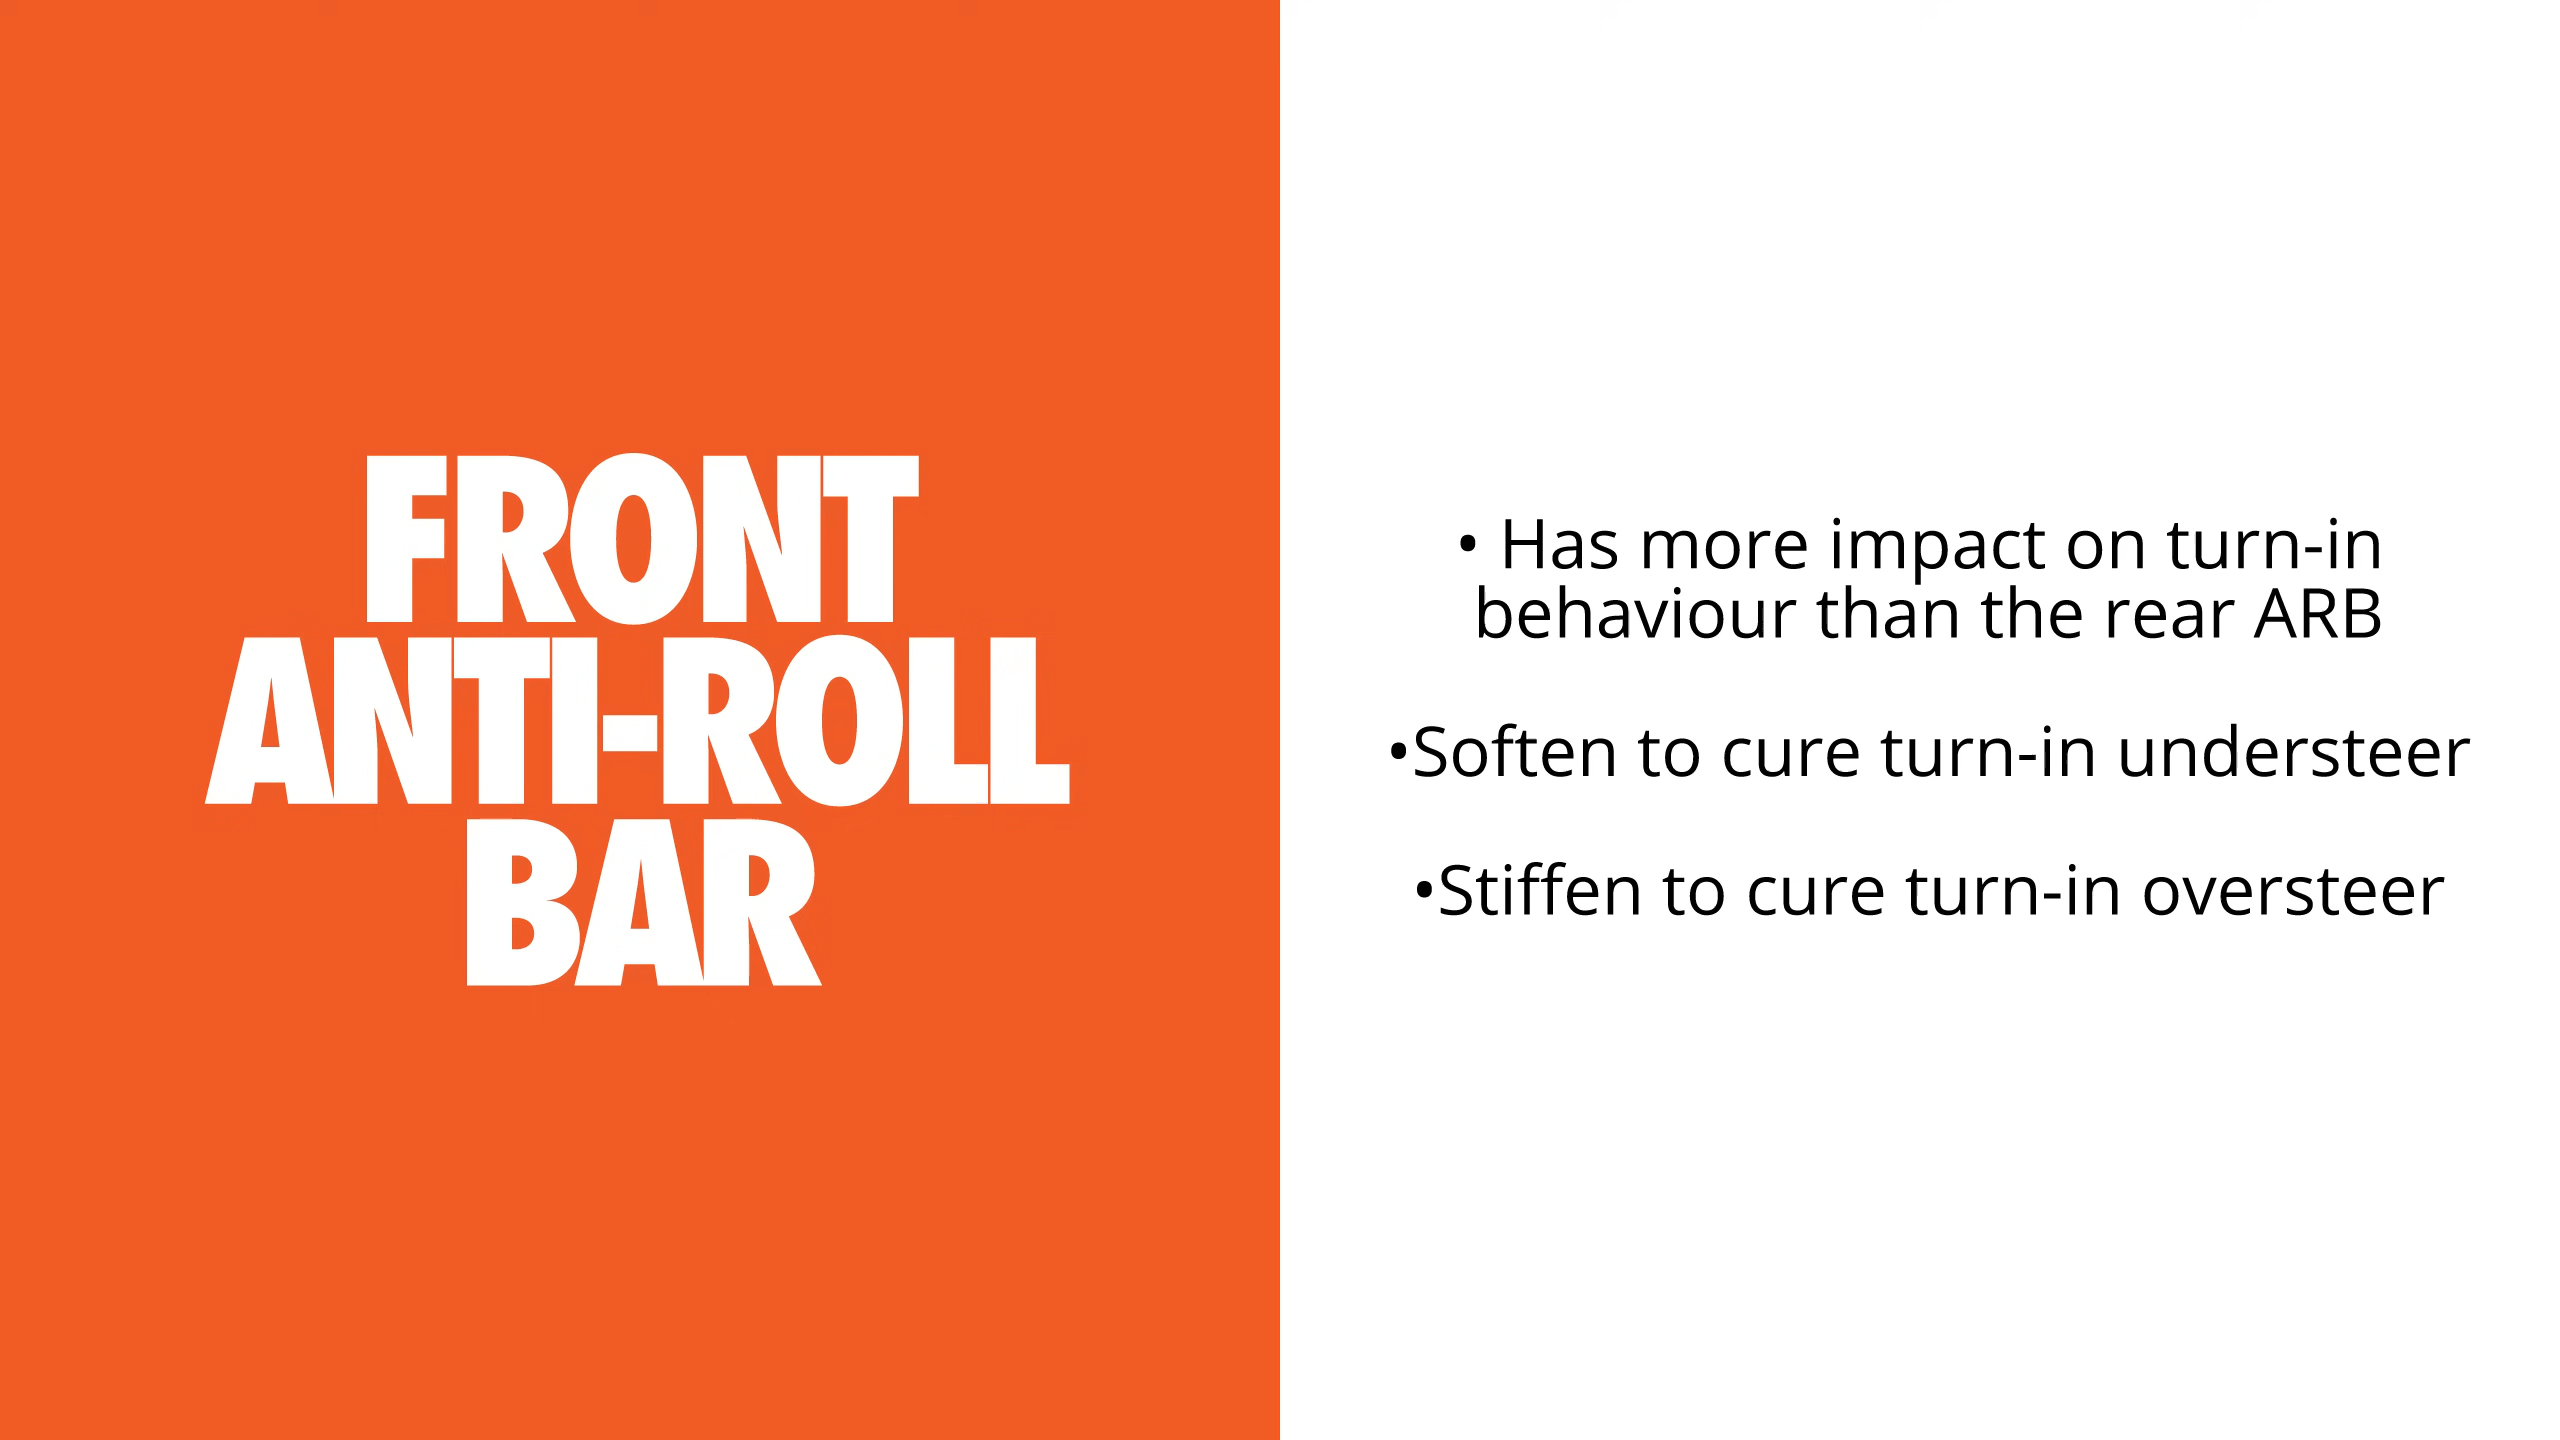 FRONT
ANTI-ROLL
BAR
• Has more impact on turn-in
behaviour than the rear ARB
•Soften to cure turn-in understeer
•Stiffen to cure turn-in oversteer